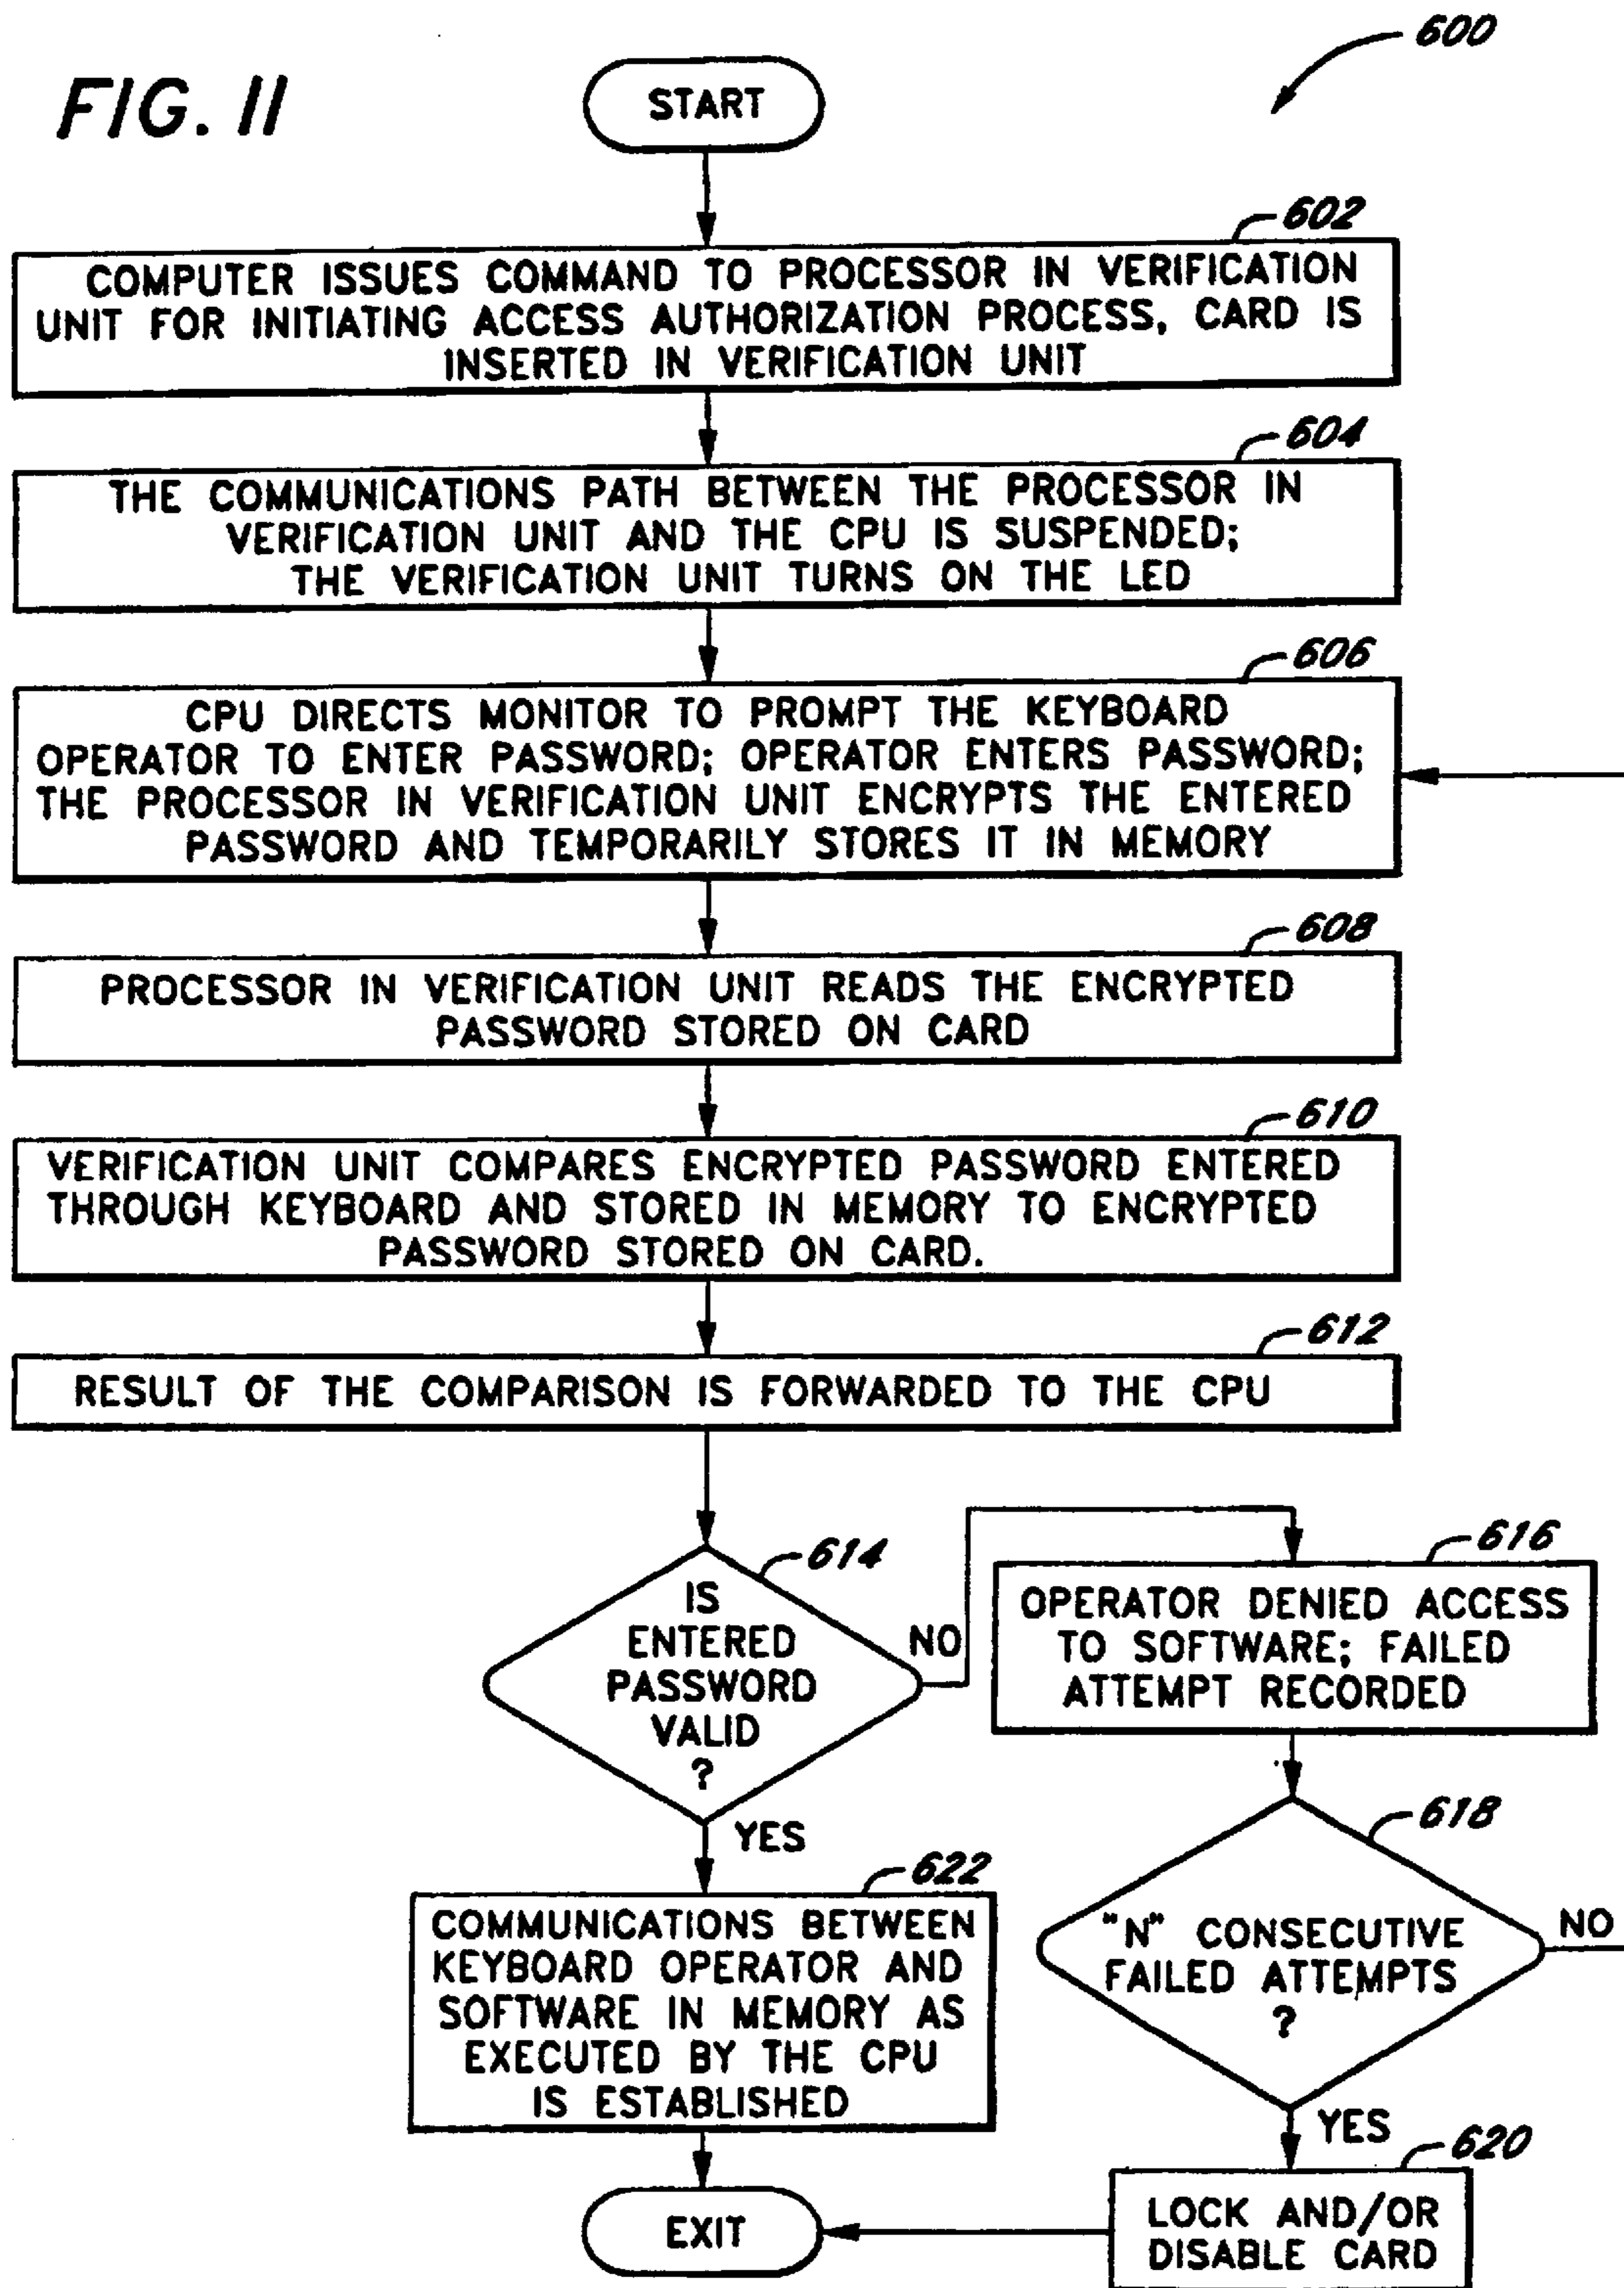 FIG. 11
600
START
602
COMPUTER ISSUES COMMAND TO PROCESSOR IN VERIFICATION
UNIT FOR INITIATING ACCESS AUTHORIZATION PROCESS, CARD IS
INSERTED IN VERIFICATION UNIT
604
THE COMMUNICATIONS PATH BETWEEN THE PROCESSOR IN
VERIFICATION UNIT AND THE CPU IS SUSPENDED;
THE VERIFICATION UNIT TURNS ON THE LED
606
CPU DIRECTS MONITOR TO PROMPT THE KEYBOARD
OPERATOR TO ENTER PASSWORD; OPERATOR ENTERS PASSWORD;
THE PROCESSOR IN VERIFICATION UNIT ENCRYPTS THE ENTERED
PASSWORD AND TEMPORARILY STORES IT IN MEMORY
608
PROCESSOR IN VERIFICATION UNIT READS THE ENCRYPTED
PASSWORD STORED ON CARD
610
VERIFICATION UNIT COMPARES ENCRYPTED PASSWORD ENTERED
THROUGH KEYBOARD AND STORED IN MEMORY TO ENCRYPTED
PASSWORD STORED ON CARD.
612
RESULT OF THE COMPARISON IS FORWARDED TO THE CPU
614
IS
ENTERED
PASSWORD
VALID
?
NO
YES
616
OPERATOR DENIED ACCESS
TO SOFTWARE; FAILED
ATTEMPT RECORDED
618
"N" CONSECUTIVE
FAILED ATTEMPTS
?
NO
YES
622
COMMUNICATIONS BETWEEN
KEYBOARD OPERATOR AND
SOFTWARE IN MEMORY AS
EXECUTED BY THE CPU
IS ESTABLISHED
620
LOCK AND/OR
DISABLE CARD
EXIT